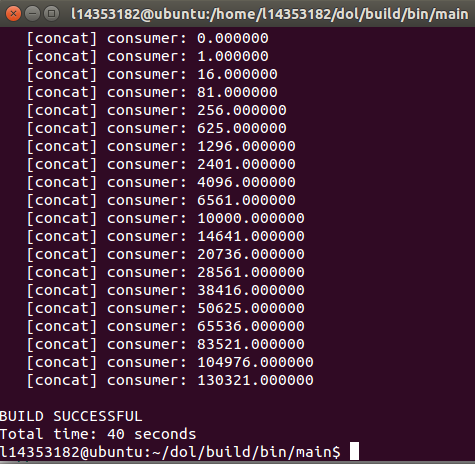 l14353182@ubuntu:/home/l14353182/dol/build/bin/main
[concat] consumer: 0.000000
[concat] consumer: 1.000000
[concat] consumer: 16.000000
[concat] consumer: 81.000000
[concat] consumer: 256.000000
[concat] consumer: 625.000000
[concat] consumer: 1296.000000
[concat] consumer: 2401.000000
[concat] consumer: 4096.000000
[concat] consumer: 6561.000000
[concat] consumer: 10000.000000
[concat] consumer: 14641.000000
[concat] consumer: 20736.000000
[concat] consumer: 28561.000000
[concat] consumer: 38416.000000
[concat] consumer: 50625.000000
[concat] consumer: 65536.000000
[concat] consumer: 83521.000000
[concat] consumer: 104976.000000
[concat] consumer: 130321.000000
BUILD SUCCESSFUL
Total time: 40 seconds
l14353182@ubuntu:~/dol/build/bin/main$